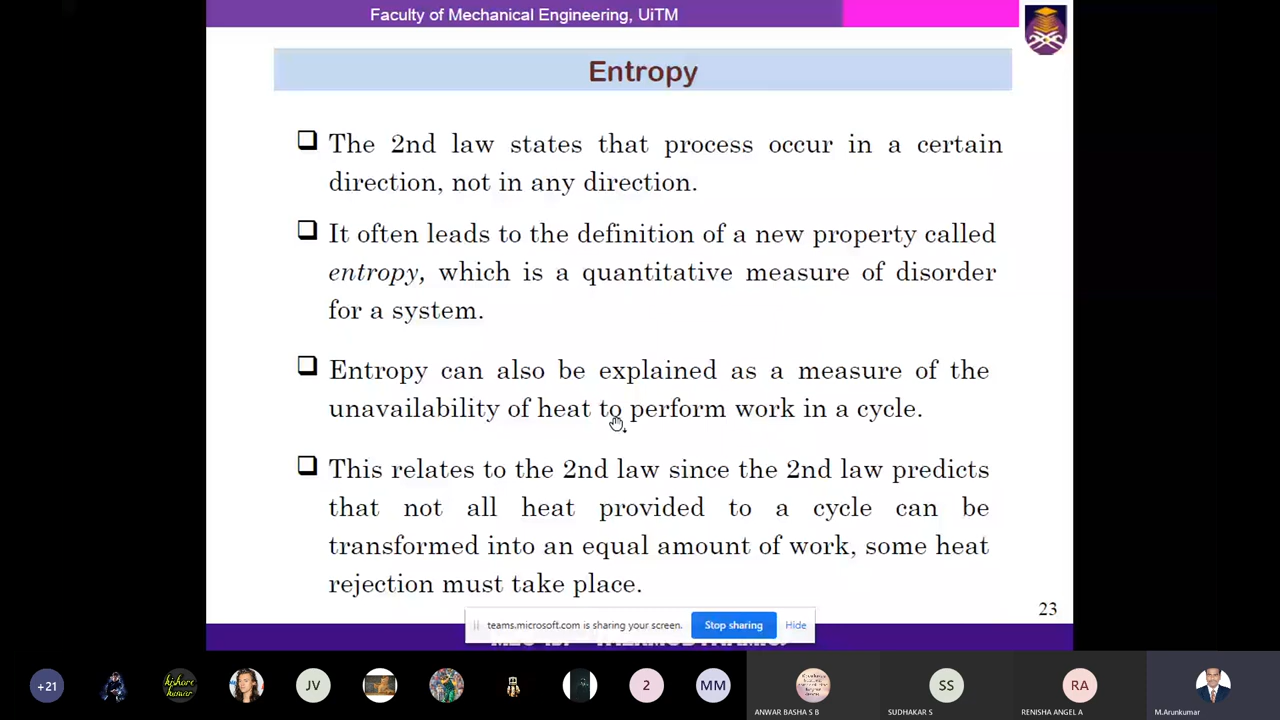 Faculty of Mechanical Engineering, UiTM
Entropy
The 2nd law states that process occur in a certain
direction, not in any direction.
It often leads to the definition of a new property called
entropy, which is a quantitative measure of disorder
for a system.
Entropy can also be explained as a measure of the
unavailability of heat to perform work in a cycle.
This relates to the 2nd law since the 2nd law predicts
that not all heat provided to a cycle can be
transformed into an equal amount of work, some heat
rejection must take place.
23
teams.microsoft.com is sharing your screen. Stop sharing Hide
+21
kishore kumar
JV
2
MM
SS
RA
ANWAR BASHA S B
SUDHAKAR S
RENISHA ANGEL A
M.Arunkumar